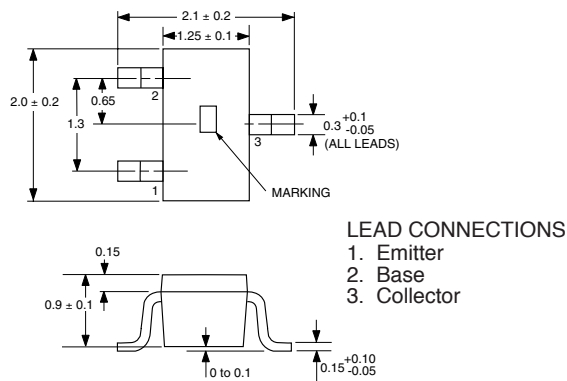 2.1 ± 0.2
1.25 ± 0.1
2
2.0 ± 0.2
0.65
1.3
0.3 +0.1 -0.05
3
(ALL LEADS)
1
MARKING
LEAD CONNECTIONS
1. Emitter
2. Base
3. Collector
0.15
0.9 ± 0.1
0 to 0.1
0.15 +0.10 -0.05